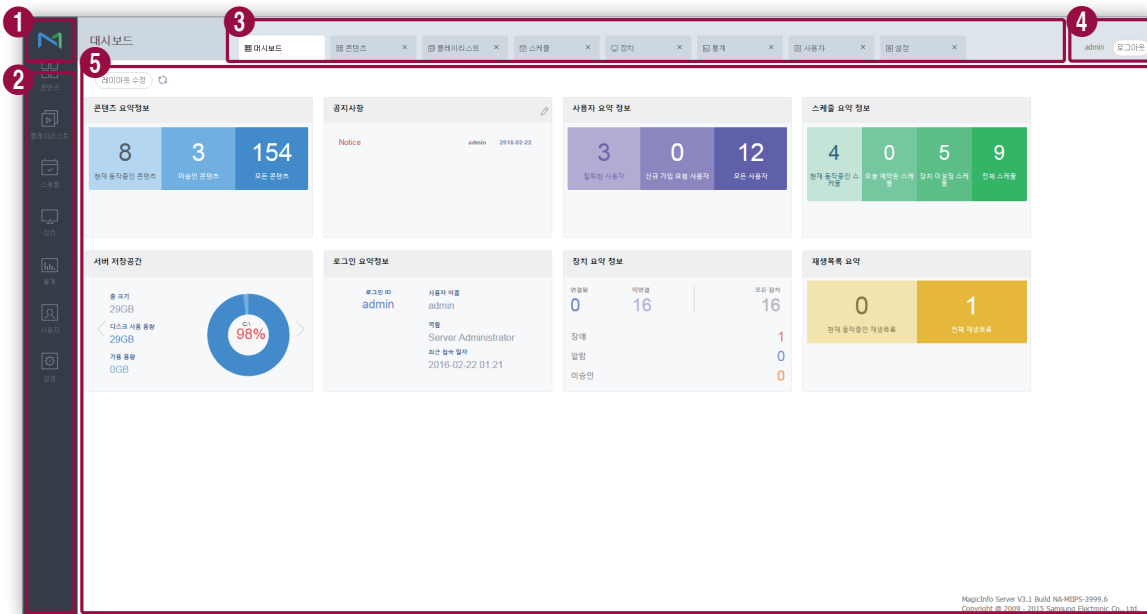 1
2
3
4
5
대시보드
대시보드
콘텐츠 ×
플레이리스트 ×
스케줄 ×
장치 ×
통계 ×
사용자 ×
설정 ×
admin 로그아웃
콘텐츠
플레이리스트
스케줄
장치
통계
사용자
설정
레이아웃 수정
콘텐츠 요약정보
8
현재 동작중인 콘텐츠
3
미승인 콘텐츠
154
모든 콘텐츠
공지사항
Notice admin 2016-02-22
사용자 요약 정보
3
탈퇴한 사용자
0
신규 가입 요청 사용자
12
모든 사용자
스케줄 요약 정보
4
현재 동작중인 스
케줄
0
오늘 예약된 스케
줄
5
장치 미설정 스케
줄
9
전체 스케줄
서버 저장공간
총 크기
29GB
디스크 사용 용량
29GB
가용 용량
0GB
C:\
98%
로그인 요약정보
로그인 ID
admin
사용자 이름
admin
역할
Server Administrator
최근 접속 일자
2016-02-22 01:21
장치 요약 정보
연결됨
0
미연결
16
모든 장치
16
장애 1
알람 0
미승인 0
재생목록 요약
0
현재 동작중인 재생목록
1
전체 재생목록
MagicInfo Server V3.1 Build NA-MIIPS-3999.6
Copyright @ 2009 - 2015 Samsung Electronic Co., Ltd.